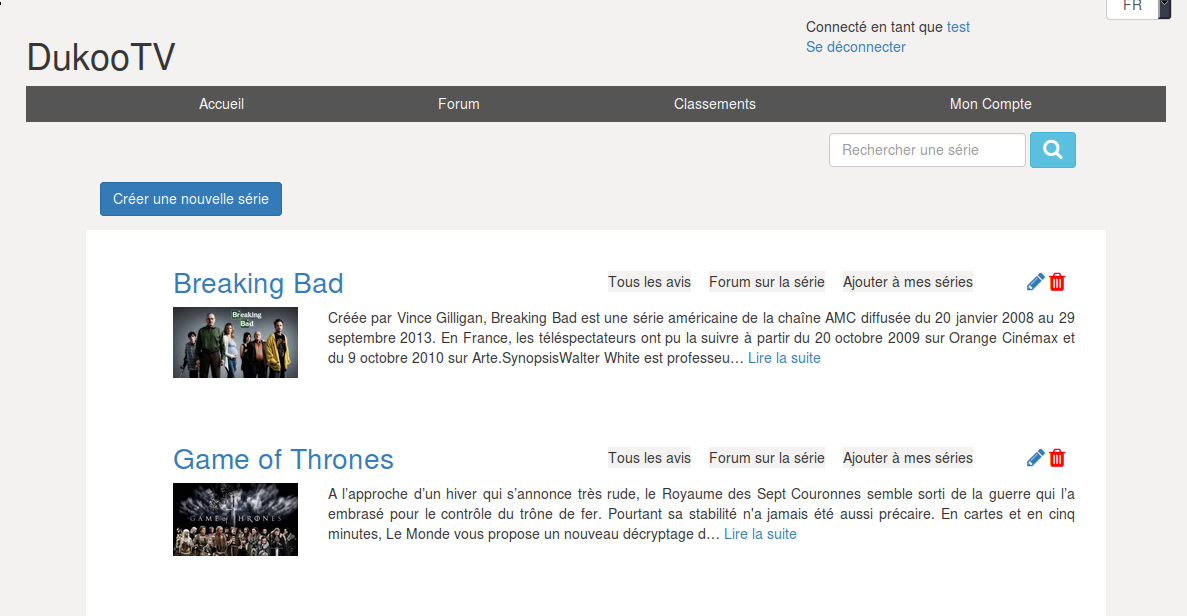 FR
Connecté en tant que test
Se déconnecter
DukooTV
Accueil Forum Classements Mon Compte
Rechercher une série
Créer une nouvelle série
Breaking Bad Tous les avis Forum sur la série Ajouter à mes séries
Breaking
Bad
Créée par Vince Gilligan, Breaking Bad est une série américaine de la chaîne AMC diffusée du 20 janvier 2008 au 29
septembre 2013. En France, les téléspectateurs ont pu la suivre à partir du 20 octobre 2009 sur Orange Cinémax et
du 9 octobre 2010 sur Arte.SynopsisWalter White est professeu… Lire la suite
Game of Thrones Tous les avis Forum sur la série Ajouter à mes séries
GAME OF THRONES
A l’approche d’un hiver qui s’annonce très rude, le Royaume des Sept Couronnes semble sorti de la guerre qui l’a
embrasé pour le contrôle du trône de fer. Pourtant sa stabilité n’a jamais été aussi précaire. En cartes et en cinq
minutes, Le Monde vous propose un nouveau décryptage d… Lire la suite